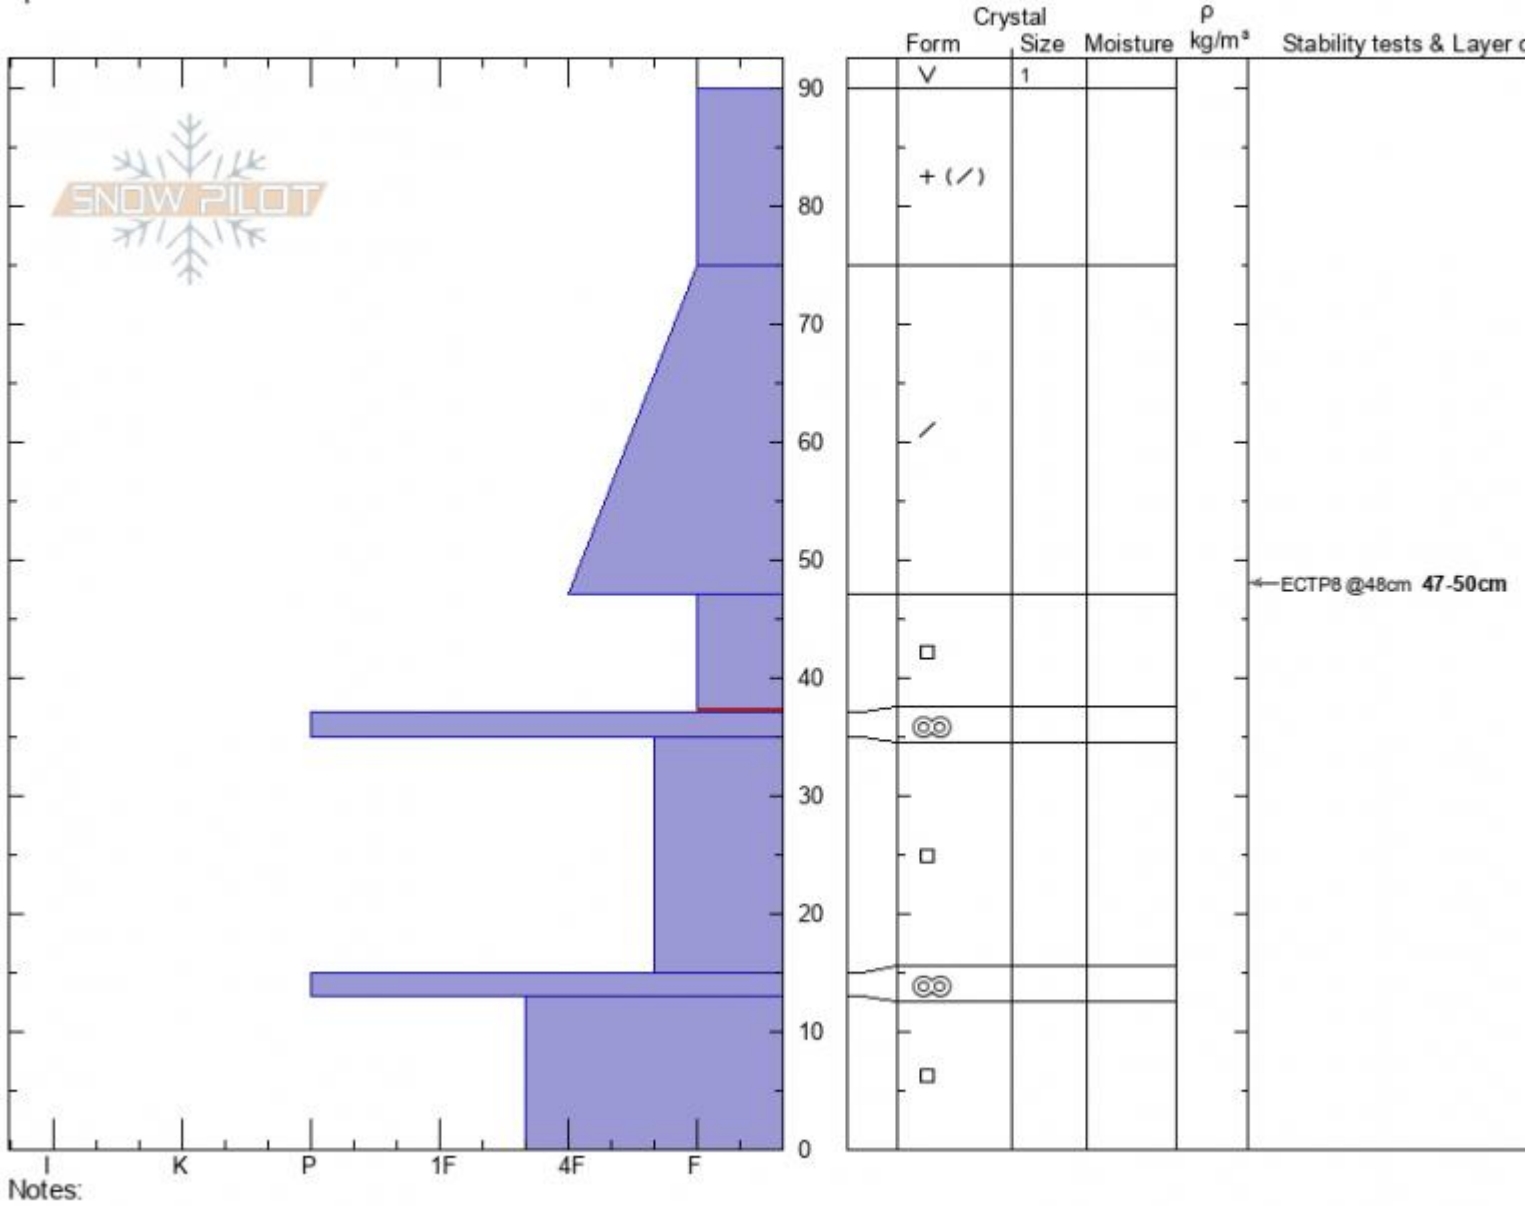 Crystal
ρ
Form Size Moisture kg/m³ Stability tests & Layer
SNOW PILOT
1
90
+ (/)
80
70
/
60
50
ECTP8 @48cm 47-50cm
40
30
20
10
0
I K P 1F 4F F
Notes: